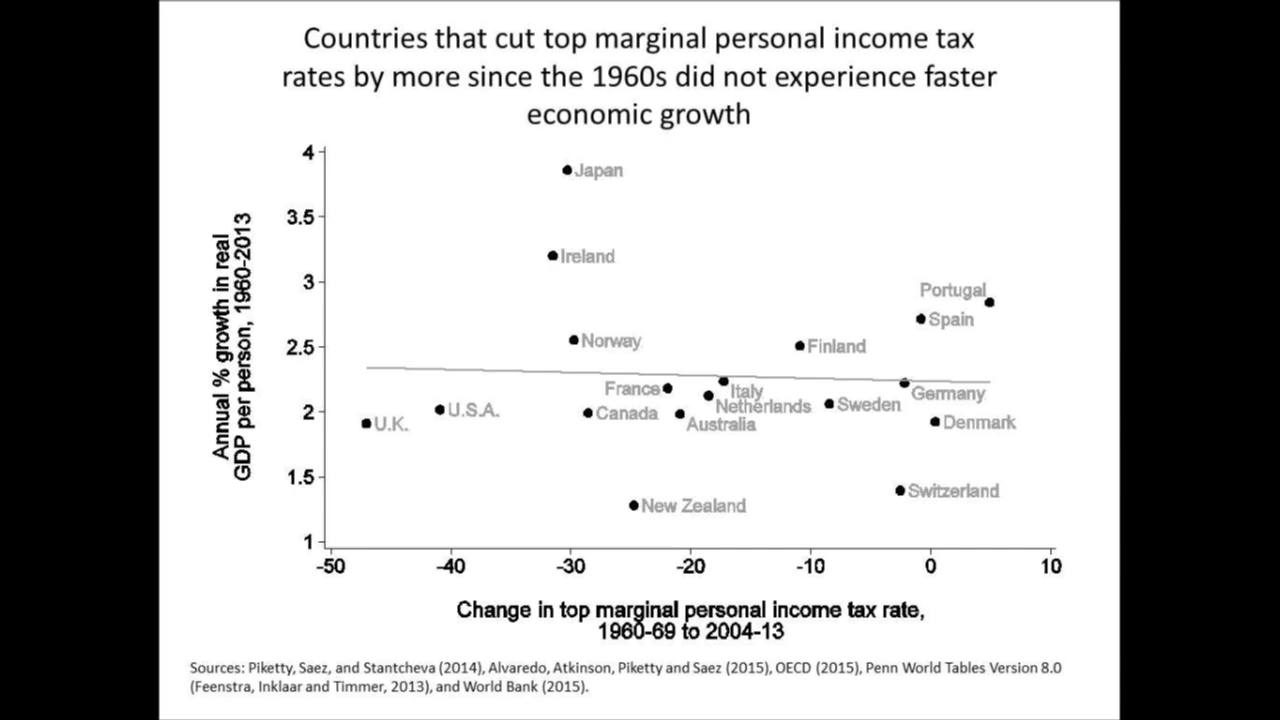 Countries that cut top marginal personal income tax
rates by more since the 1960s did not experience faster
economic growth
4
3.5
3
2.5
2
1.5
1
Annual % growth in real
GDP per person, 1960-2013
Japan
Ireland
Portugal
Spain
Norway
Finland
France
Italy
Germany
Netherlands
Sweden
U.K.
U.S.A.
Canada
Australia
Denmark
Switzerland
New Zealand
-50
-40
-30
-20
-10
0
10
Change in top marginal personal income tax rate,
1960-69 to 2004-13
Sources: Piketty, Saez, and Stantcheva (2014), Alvaredo, Atkinson, Piketty and Saez (2015), OECD (2015), Penn World Tables Version 8.0
(Feenstra, Inklaar and Timmer, 2013), and World Bank (2015).